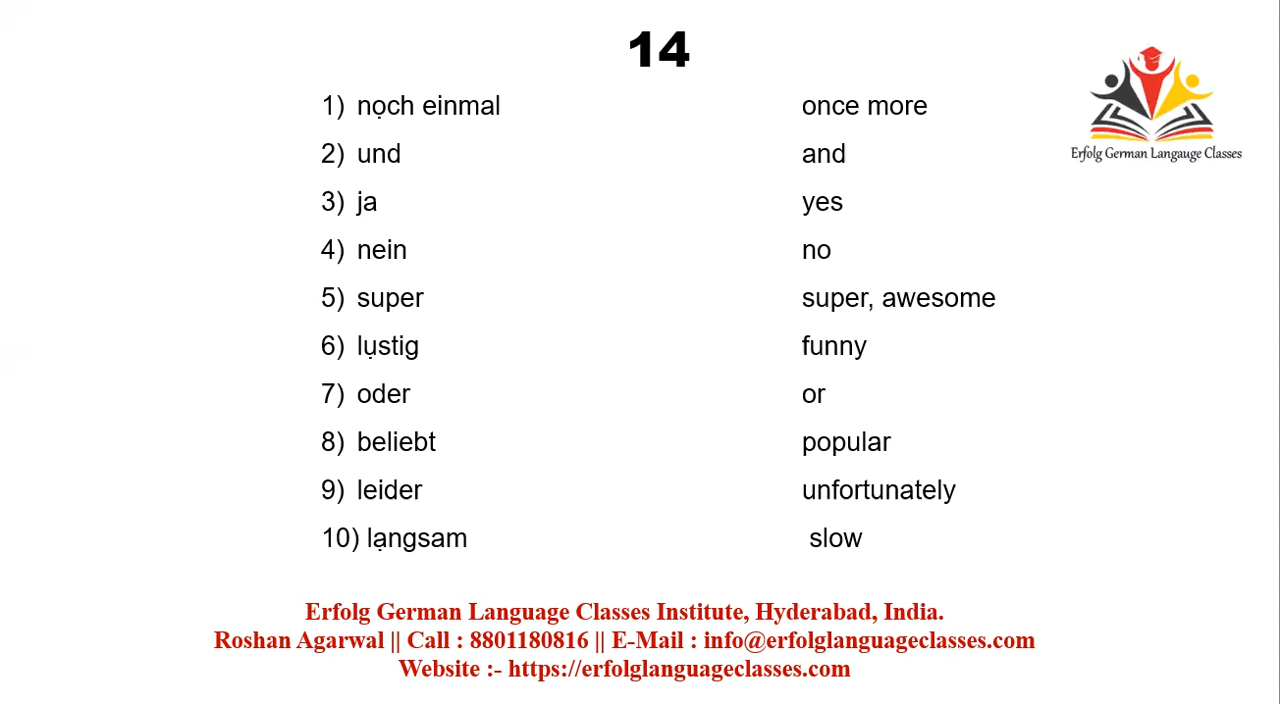 14
1) nọch einmal once more
2) und and
3) ja yes
4) nein no
5) super super, awesome
6) lụstig funny
7) oder or
8) beliebt popular
9) leider unfortunately
10) lạngsam slow
Erfolg German Langauge Classes
Erfolg German Language Classes Institute, Hyderabad, India.
Roshan Agarwal || Call : 8801180816 || E-Mail : info@erfolglanguageclasses.com
Website :- https://erfolglanguageclasses.com